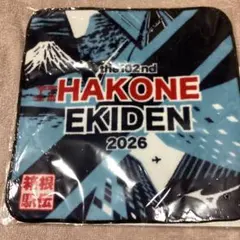 the 102nd
HAKONE
EKIDEN
2026
箱根
駅伝